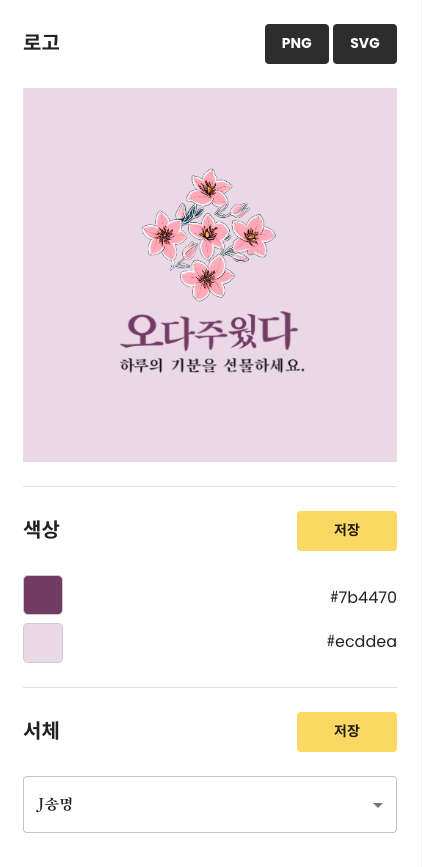 로고
PNG
SVG
오다주웠다
하루의 기분을 선물하세요.
색상
저장
#7b4470
#ecddea
서체
저장
J송명